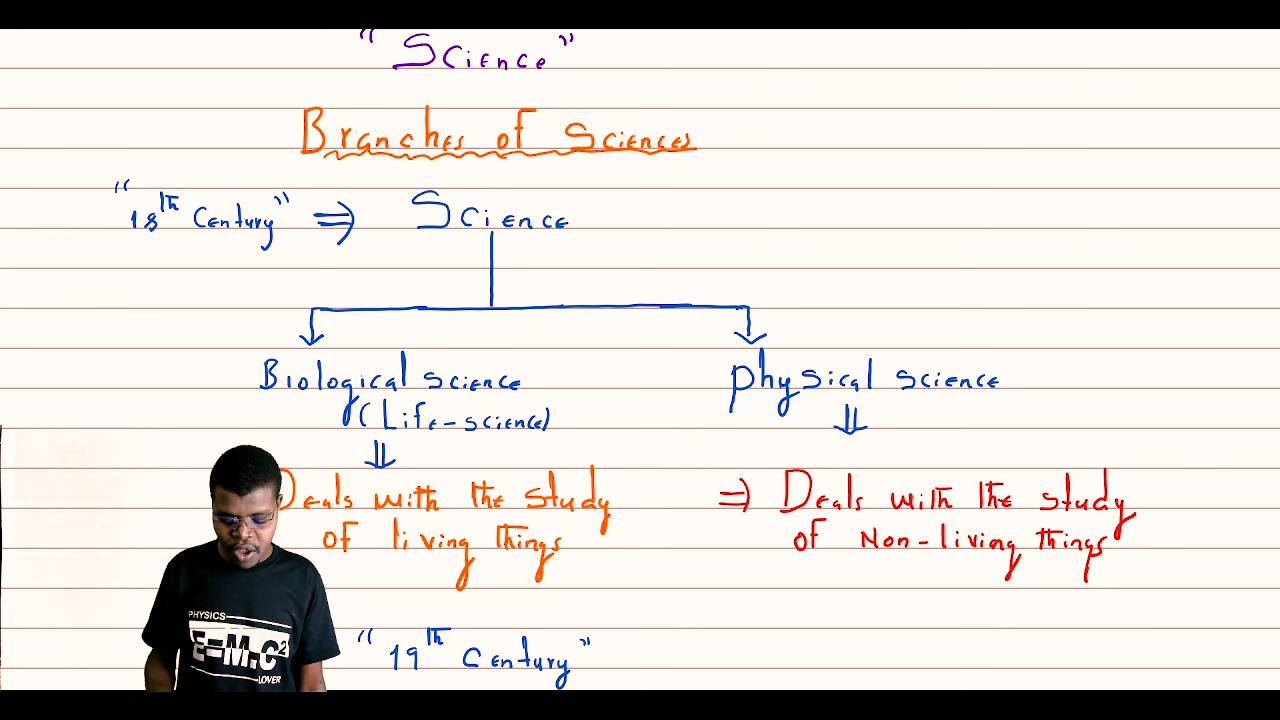 "Science"
Branches of Sciences
"18th Century" ⇒ Science
Biological science
(Life-science)
physical science
⇓
⇓
Deals with the study
of living things
⇒ Deals with the study
of Non-living things
PHYSICS
E=M.C²
LOVER
"19th Century"